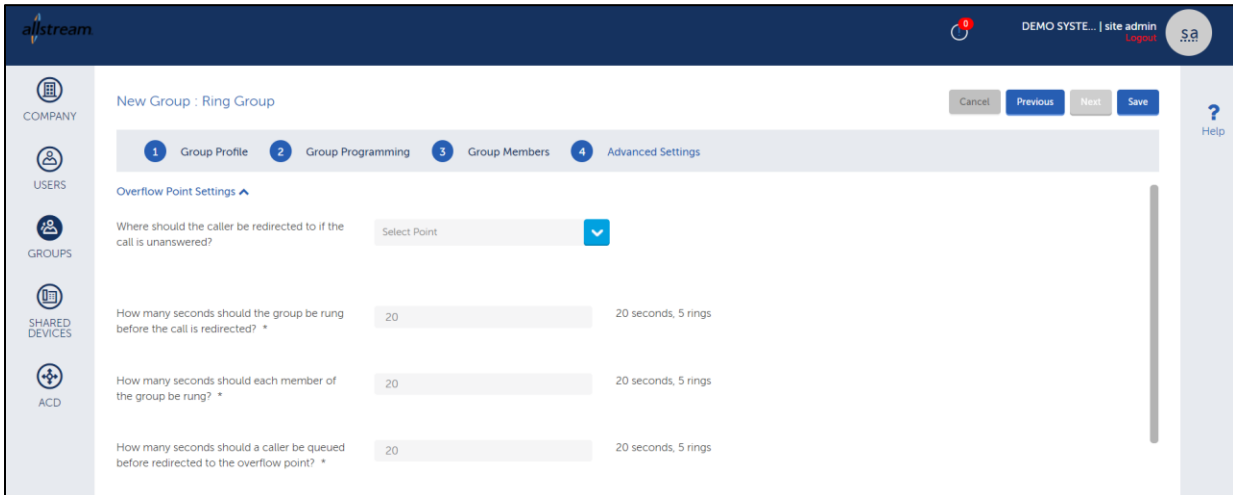 allstream.
0
DEMO SYSTE... | site admin
Logout
sa
COMPANY
USERS
GROUPS
SHARED
DEVICES
ACD
New Group : Ring Group
Cancel
Previous
Next
Save
?
Help
1 Group Profile 2 Group Programming 3 Group Members 4 Advanced Settings
Overflow Point Settings
Where should the caller be redirected to if the
call is unanswered?
Select Point
How many seconds should the group be rung
before the call is redirected? *
20
20 seconds, 5 rings
How many seconds should each member of
the group be rung? *
20
20 seconds, 5 rings
How many seconds should a caller be queued
before redirected to the overflow point? *
20
20 seconds, 5 rings